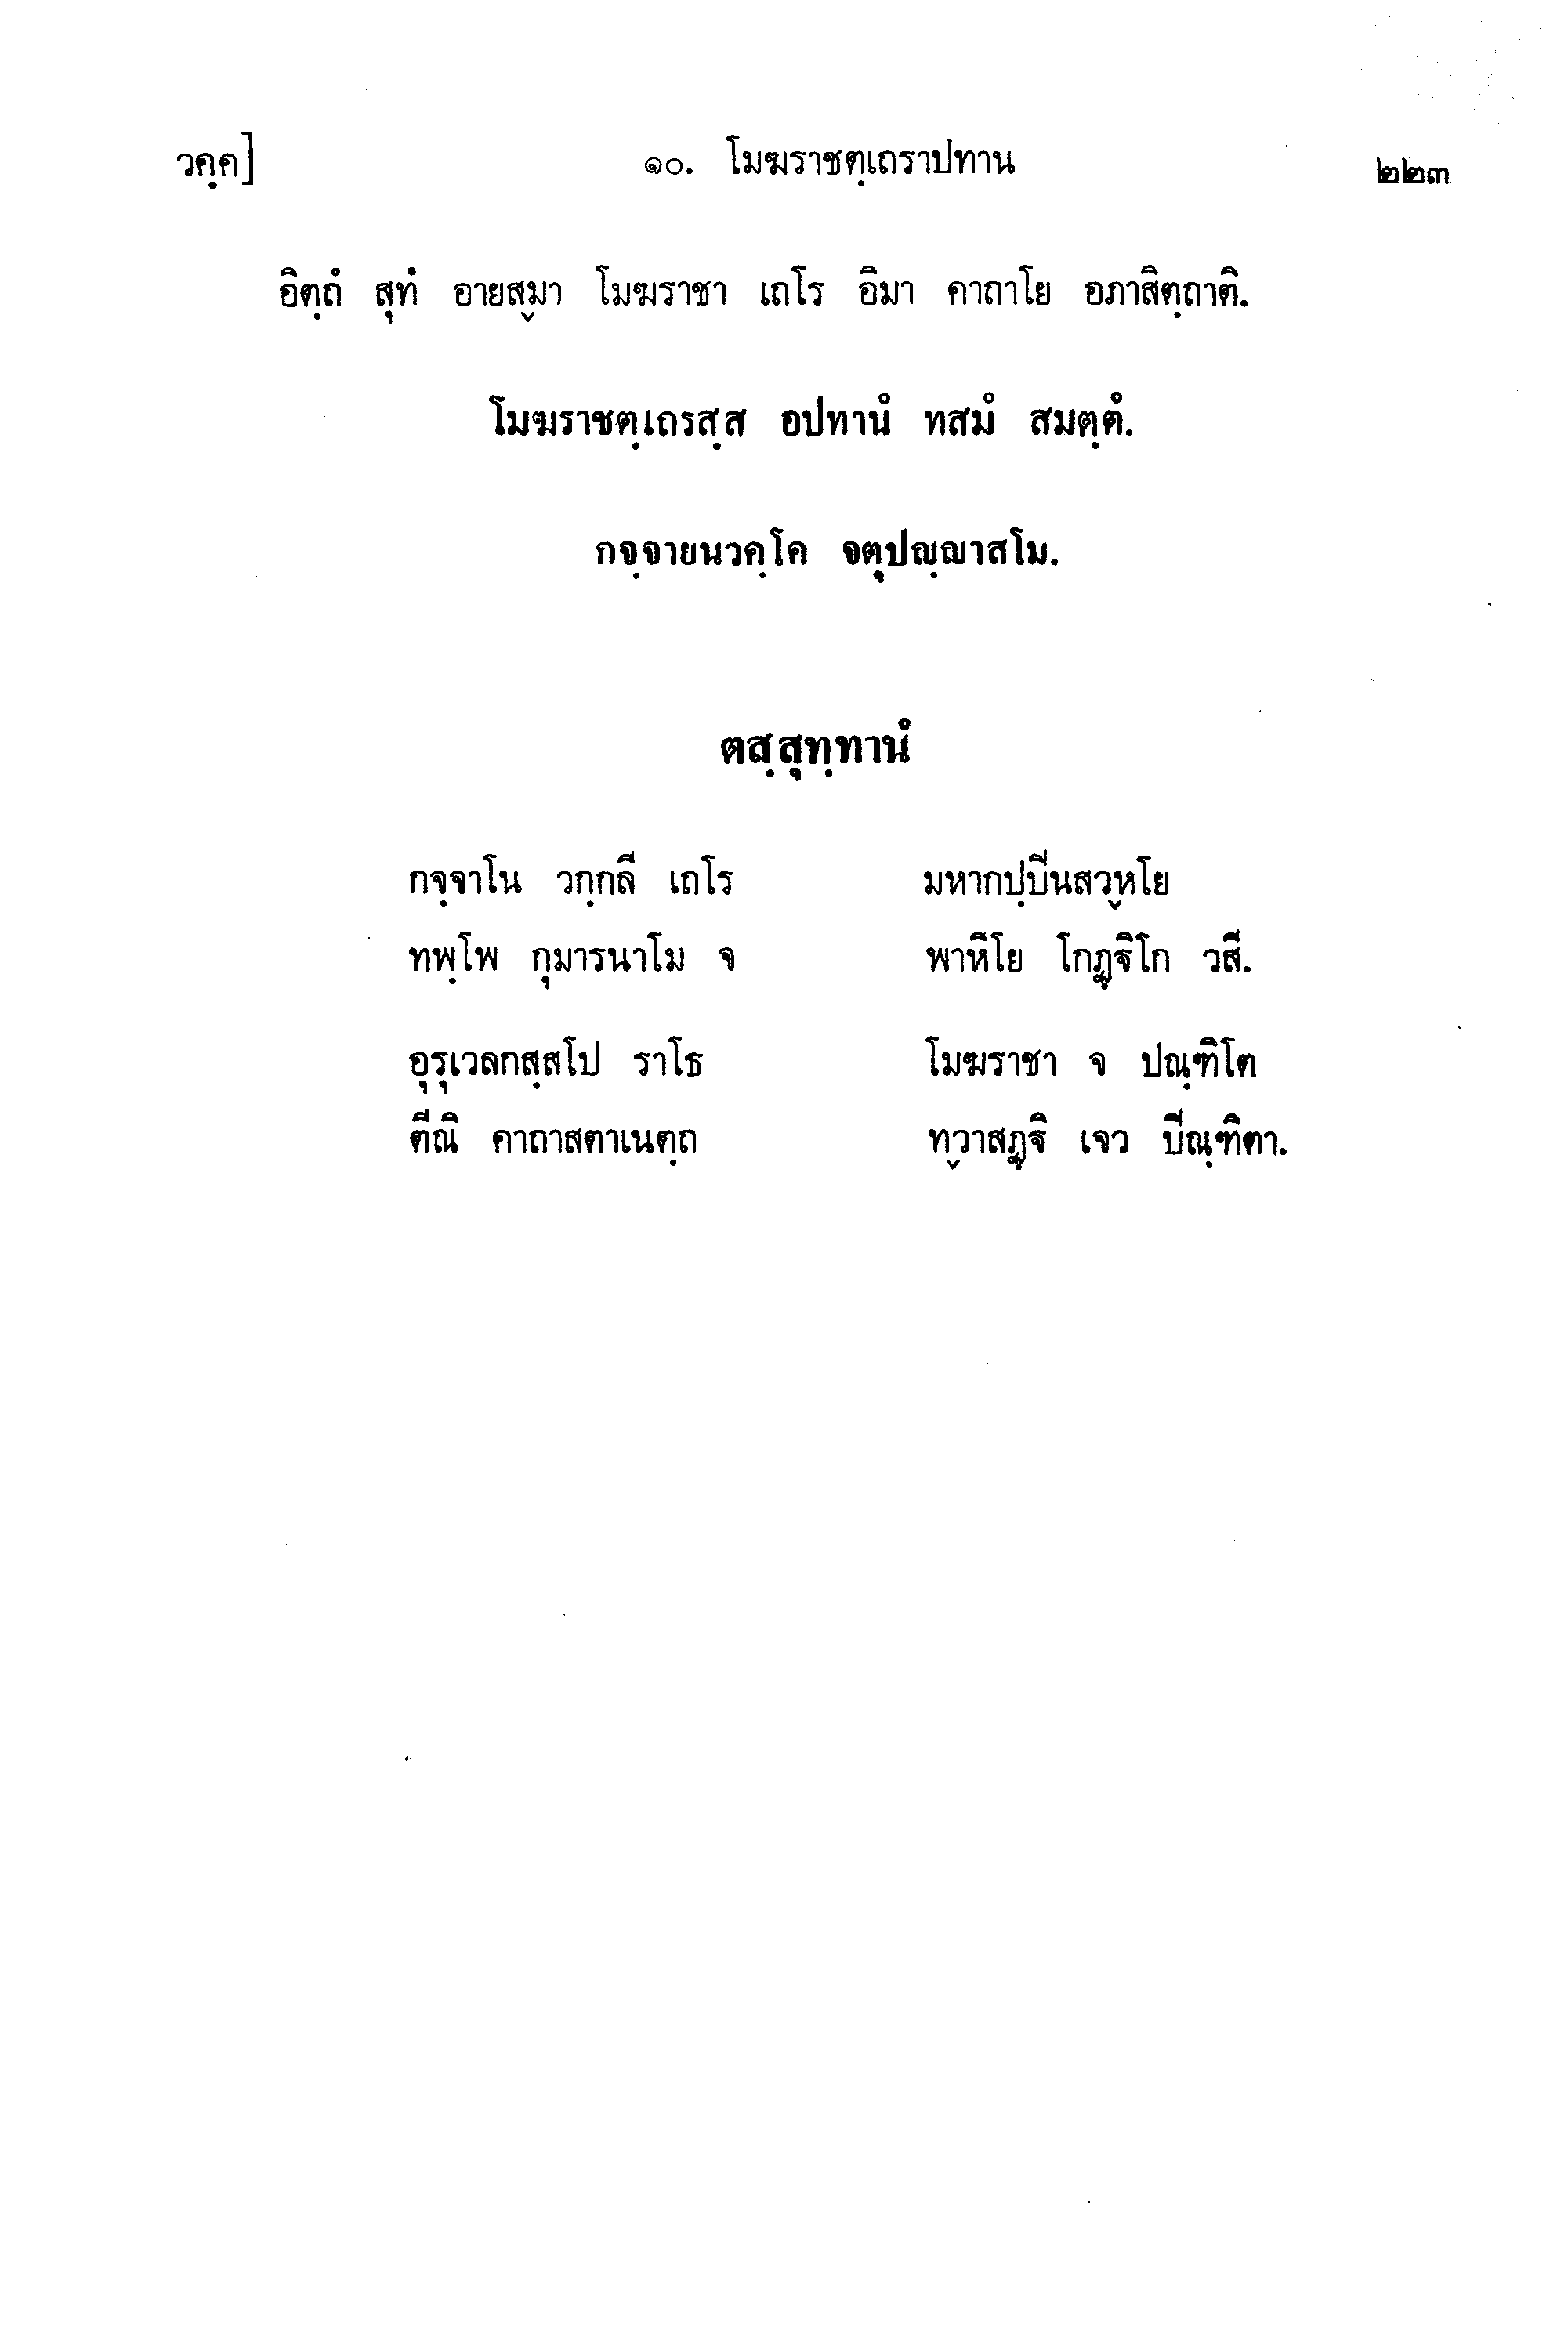 วคฺค] ๑๐. โมฆราชตฺเถราปทาน ๒๒๓
อิตฺถํ สุทํ อายส๎มา โมฆราชา เถโร อิมา คาถาโย อภาสิตฺถาติ.
โมฆราชตฺเถรสฺส อปทานํ ทสมํ สมตฺตํ.
กจฺจายนวคฺโค จตุปญฺญาสโม.
ตสฺสุทฺทานํ
กจฺจาโน วกฺกลี เถโร มหากปฺปินสว๎หโย
ทพฺโพ กุมารนาโม จ พาหิโย โกฏฺฐิโก วสี.
อุรุเวลกสฺสโป ราโธ โมฆราชา จ ปณฺฑิโต
ตีณิ คาถาสตาเนตฺถ ท๎วาสฏฺฐิ เจว ปิณฺฑิตา.